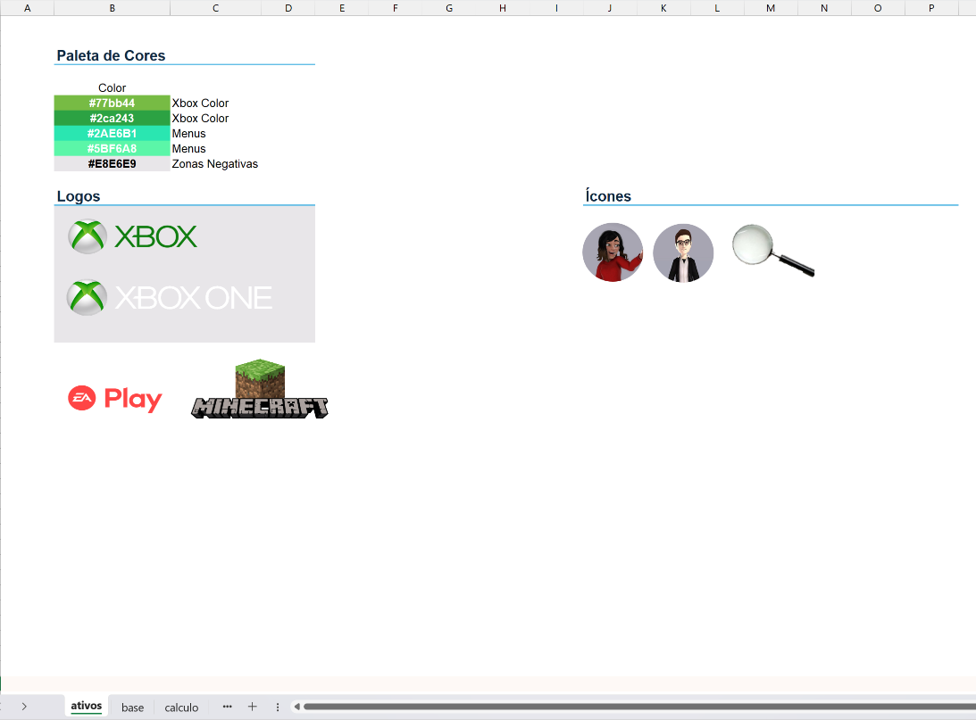 A B C D E F G H I J K L M N O P
Paleta de Cores
Color
#77bb44 Xbox Color
#2ca243 Xbox Color
#2AE6B1 Menus
#5BF6A8 Menus
#E8E6E9 Zonas Negativas
Logos
Ícones
XBOX
XBOX ONE
EA Play
MINECRAFT
ativos base calculo